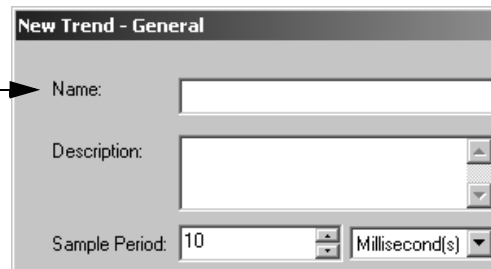 New Trend - General
Name:
Description:
Sample Period: 10 Millisecond(s)